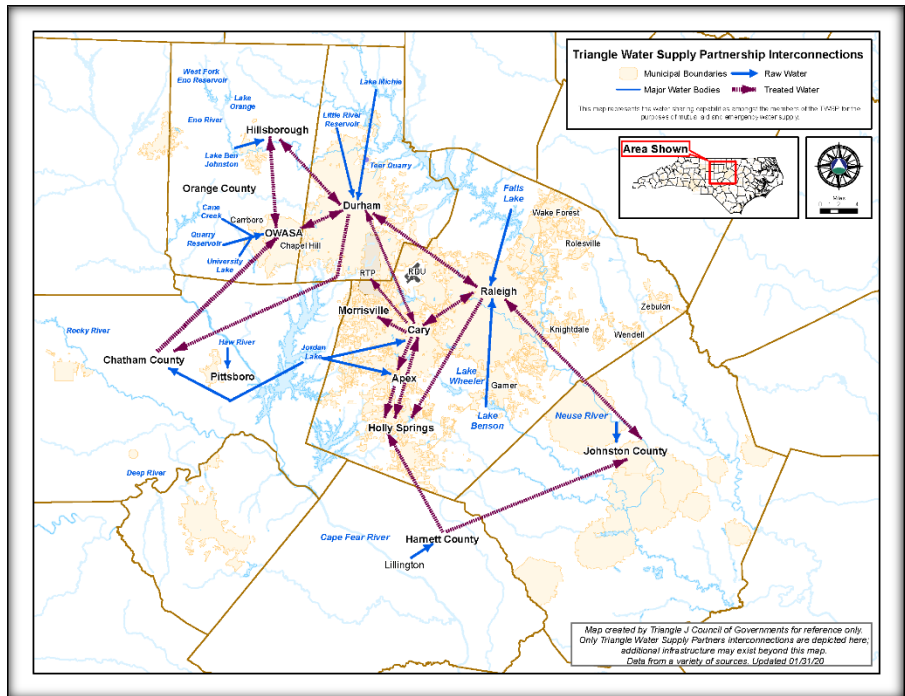 Triangle Water Supply Partnership Interconnections
Municipal Boundaries
Raw Water
Major Water Bodies
Treated Water
This map represents the water sharing capabilities amongst the members of the TWSP for the
purposes of mutual aid and emergency water supply.
Area Shown
Miles
West Fork
Eno Reservoir
Lake
Orange
Eno River
Hillsborough
Lake Ben
Johnston
Lake Michie
Little River
Reservoir
Teer Quarry
Orange County
Cane
Creek
Carrboro
OWASA
Quarry
Reservoir
Chapel Hill
University
Lake
Durham
Falls
Lake
Wake Forest
Rolesville
RTP
RDU
Raleigh
Morrisville
Cary
Zebulon
Knightdale
Wendell
Rocky River
Chatham County
Haw River
Pittsboro
Jordan
Lake
Apex
Lake
Wheeler
Garner
Lake
Benson
Holly Springs
Neuse River
Johnston County
Deep River
Cape Fear River
Harnett County
Lillington
Map created by Triangle J Council of Governments for reference only.
Only Triangle Water Supply Partners interconnections are depicted here;
additional infrastructure may exist beyond this map.
Data from a variety of sources. Updated 01/31/20